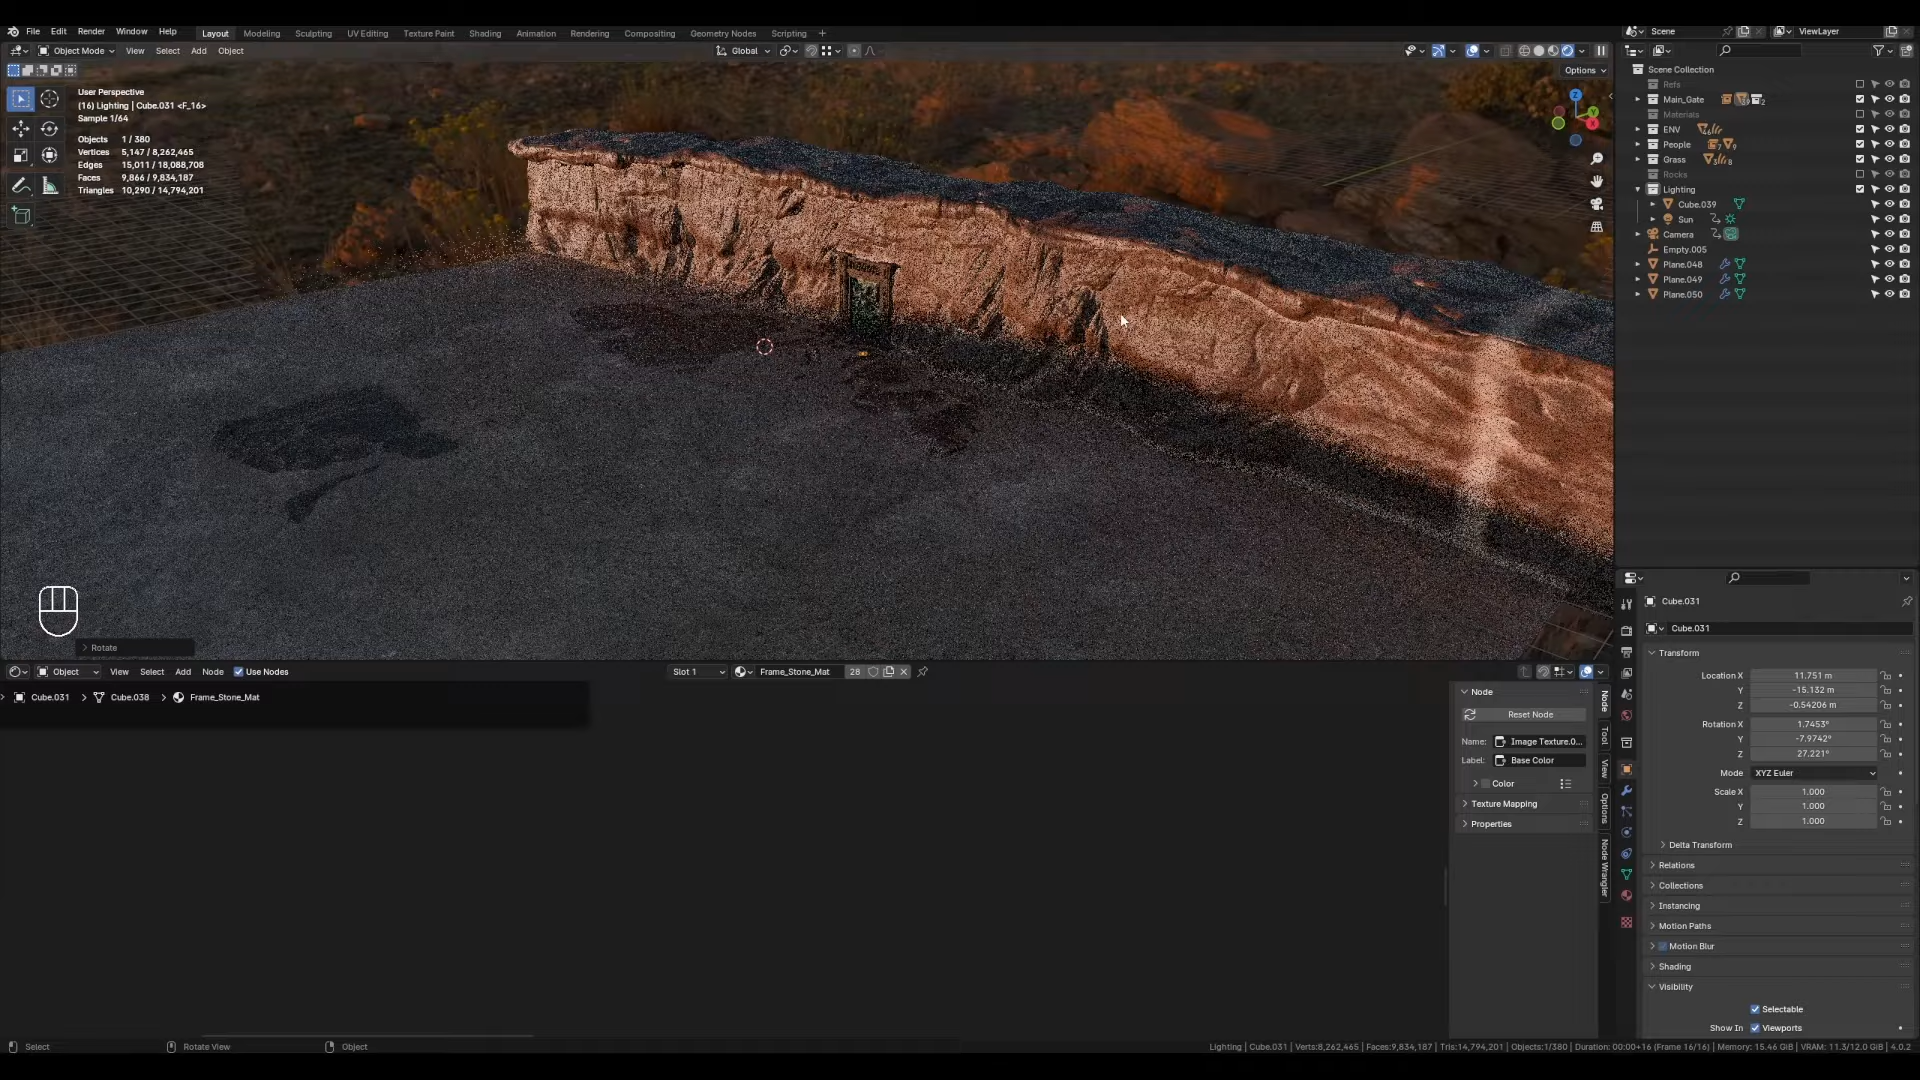 File Edit Render Window Help Layout Modeling Sculpting UV Editing Texture Paint Shading Animation Rendering Compositing Geometry Nodes Scripting +
Scene ViewLayer
Object Mode View Select Add Object Global
Options
User Perspective
(16) Lighting | Cube.031 <F_16>
Sample 1/64
Objects 1 / 380
Vertices 5,147 / 8,262,465
Edges 15,011 / 18,088,708
Faces 9,866 / 9,834,187
Triangles 10,290 / 14,794,201
Z
Scene Collection
Refs
Main_Gate
Materials
ENV
People
Grass
Rocks
Lighting
Cube.039
Sun
Camera
Empty.005
Plane.048
Plane.049
Plane.050
Rotate
Object View Select Add Node Use Nodes Slot 1 Frame_Stone_Mat 28
Cube.031 > Cube.038 > Frame_Stone_Mat
Node
Reset Node
Name: Image Texture.0...
Label: Base Color
Color
Texture Mapping
Properties
Node
Tool
View
Options
Node Wrangler
Cube.031
Cube.031
Transform
Location X 11.751 m
Y -15.132 m
Z -0.54206 m
Rotation X 1.7453°
Y -7.9742°
Z 27.221°
Mode XYZ Euler
Scale X 1.000
Y 1.000
Z 1.000
Delta Transform
Relations
Collections
Instancing
Motion Paths
Motion Blur
Shading
Visibility
Selectable
Show In Viewports
Select Rotate View Object
Lighting | Cube.031 | Verts:8,262,465 | Faces:9,834,187 | Tris:14,794,201 | Objects:1/380 | Duration: 00:00+16 (Frame 16/16) | Memory: 15.46 GiB | VRAM: 11.3/12.0 GiB | 4.0.2